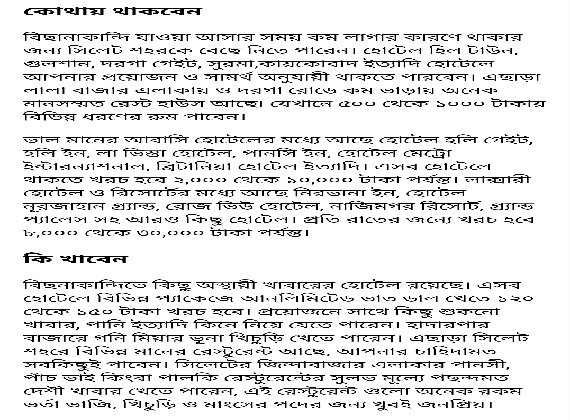 কোথায় থাকবেন
বিছানাকান্দি যাওয়া আসার সময় কম লাগার কারণে থাকার
জন্য সিলেট শহরকে বেছে নিতে পারেন। হোটেল হিল টাউন,
গুলশান, দরগা গেইট, সুরমা,কায়কোবাদ ইত্যাদি হোটেলে
আপনার প্রয়োজন ও সামর্থ অনুযায়ী থাকতে পারবেন। এছাড়া
লালা বাজার এলাকায় ও দরগা রোডে কম ভাড়ায় অনেক
মানসম্মত রেস্ট হাউস আছে। যেখানে ৫০০ থেকে ১০০০ টাকায়
বিভিন্ন ধরণের রুম পাবেন।
ভাল মানের আবাসি হোটেলের মধ্যে আছে হোটেল হলি গেইট,
হলি ইন, লা ভিস্তা হোটেল, পানসি ইন, হোটেল মেট্রো
ইন্টারন্যাশনাল, ব্রিটানিয়া হোটেল ইত্যাদি। এসব হোটেলে
থাকতে খরচ হবে ২,০০০ থেকে ১০,০০০ টাকা পর্যন্ত। লাক্সারী
হোটেল ও রিসোর্টের মধ্যে আছে নিরভানা ইন, হোটেল
নূরজাহান গ্র্যান্ড, রোজ ভিউ হোটেল, নাজিমগর রিসোর্ট, গ্র্যান্ড
প্যালেস সহ আরও কিছু হোটেল। প্রতি রাতের জন্যে খরচ হবে
৮,০০০ থেকে ৩০,০০০ টাকা পর্যন্ত।
কি খাবেন
বিছনাকান্দিতে কিছু অস্থায়ী খাবারের হোটেল রয়েছে। এসব
হোটেলে বিভিন্ন প্যাকেজে আনলিমিটেড ভাত ডাল খেতে ১২০
থেকে ১৫০ টাকা খরচ হবে। প্রয়োজনে সাথে কিছু শুকনো
খাবার, পানি ইত্যাদি কিনে নিয়ে যেতে পারেন। হাদারপার
বাজারে গনি মিয়ার ভূনা খিচুড়ি খেতে পারেন। এছাড়া সিলেট
শহরে বিভিন্ন মানের রেস্টুরেন্ট আছে, আপনার চাহিদামত
সবকিছুই পাবেন। সিলেটের জিন্দাবাজার এলাকার পানসী,
পাঁচ ভাই কিংবা পালকি রেস্টুরেন্টের সুলভ মূল্যে পছন্দমত
দেশী খাবার খেতে পারেন, এই রেস্টুরেন্ট গুলো অনেক রকম
ভর্তা ভাজি, খিচুড়ি ও মাংসের পদের জন্য খুবই জনপ্রিয়।